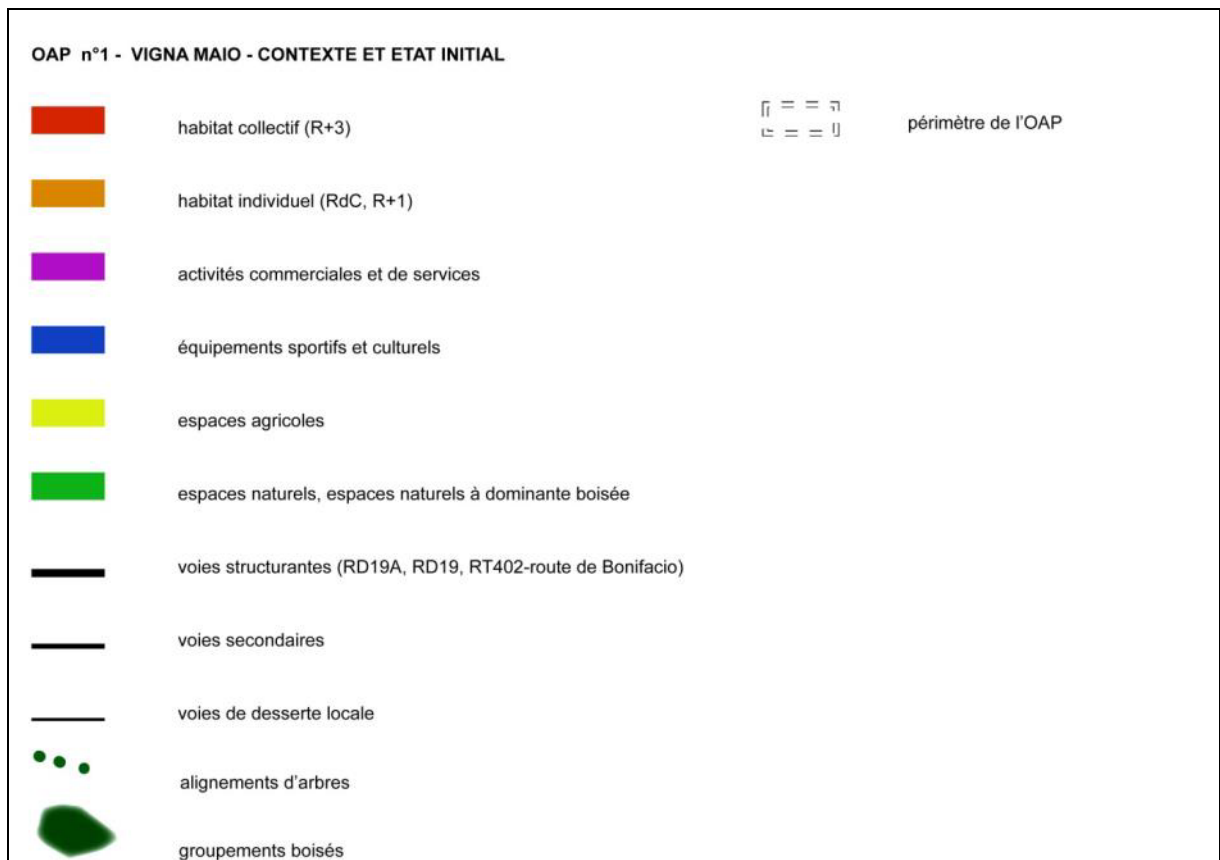 OAP n°1 - VIGNA MAIO - CONTEXTE ET ETAT INITIAL
habitat collectif (R+3)
périmètre de l'OAP
habitat individuel (RdC, R+1)
activités commerciales et de services
équipements sportifs et culturels
espaces agricoles
espaces naturels, espaces naturels à dominante boisée
voies structurantes (RD19A, RD19, RT402-route de Bonifacio)
voies secondaires
voies de desserte locale
alignements d'arbres
groupements boisés